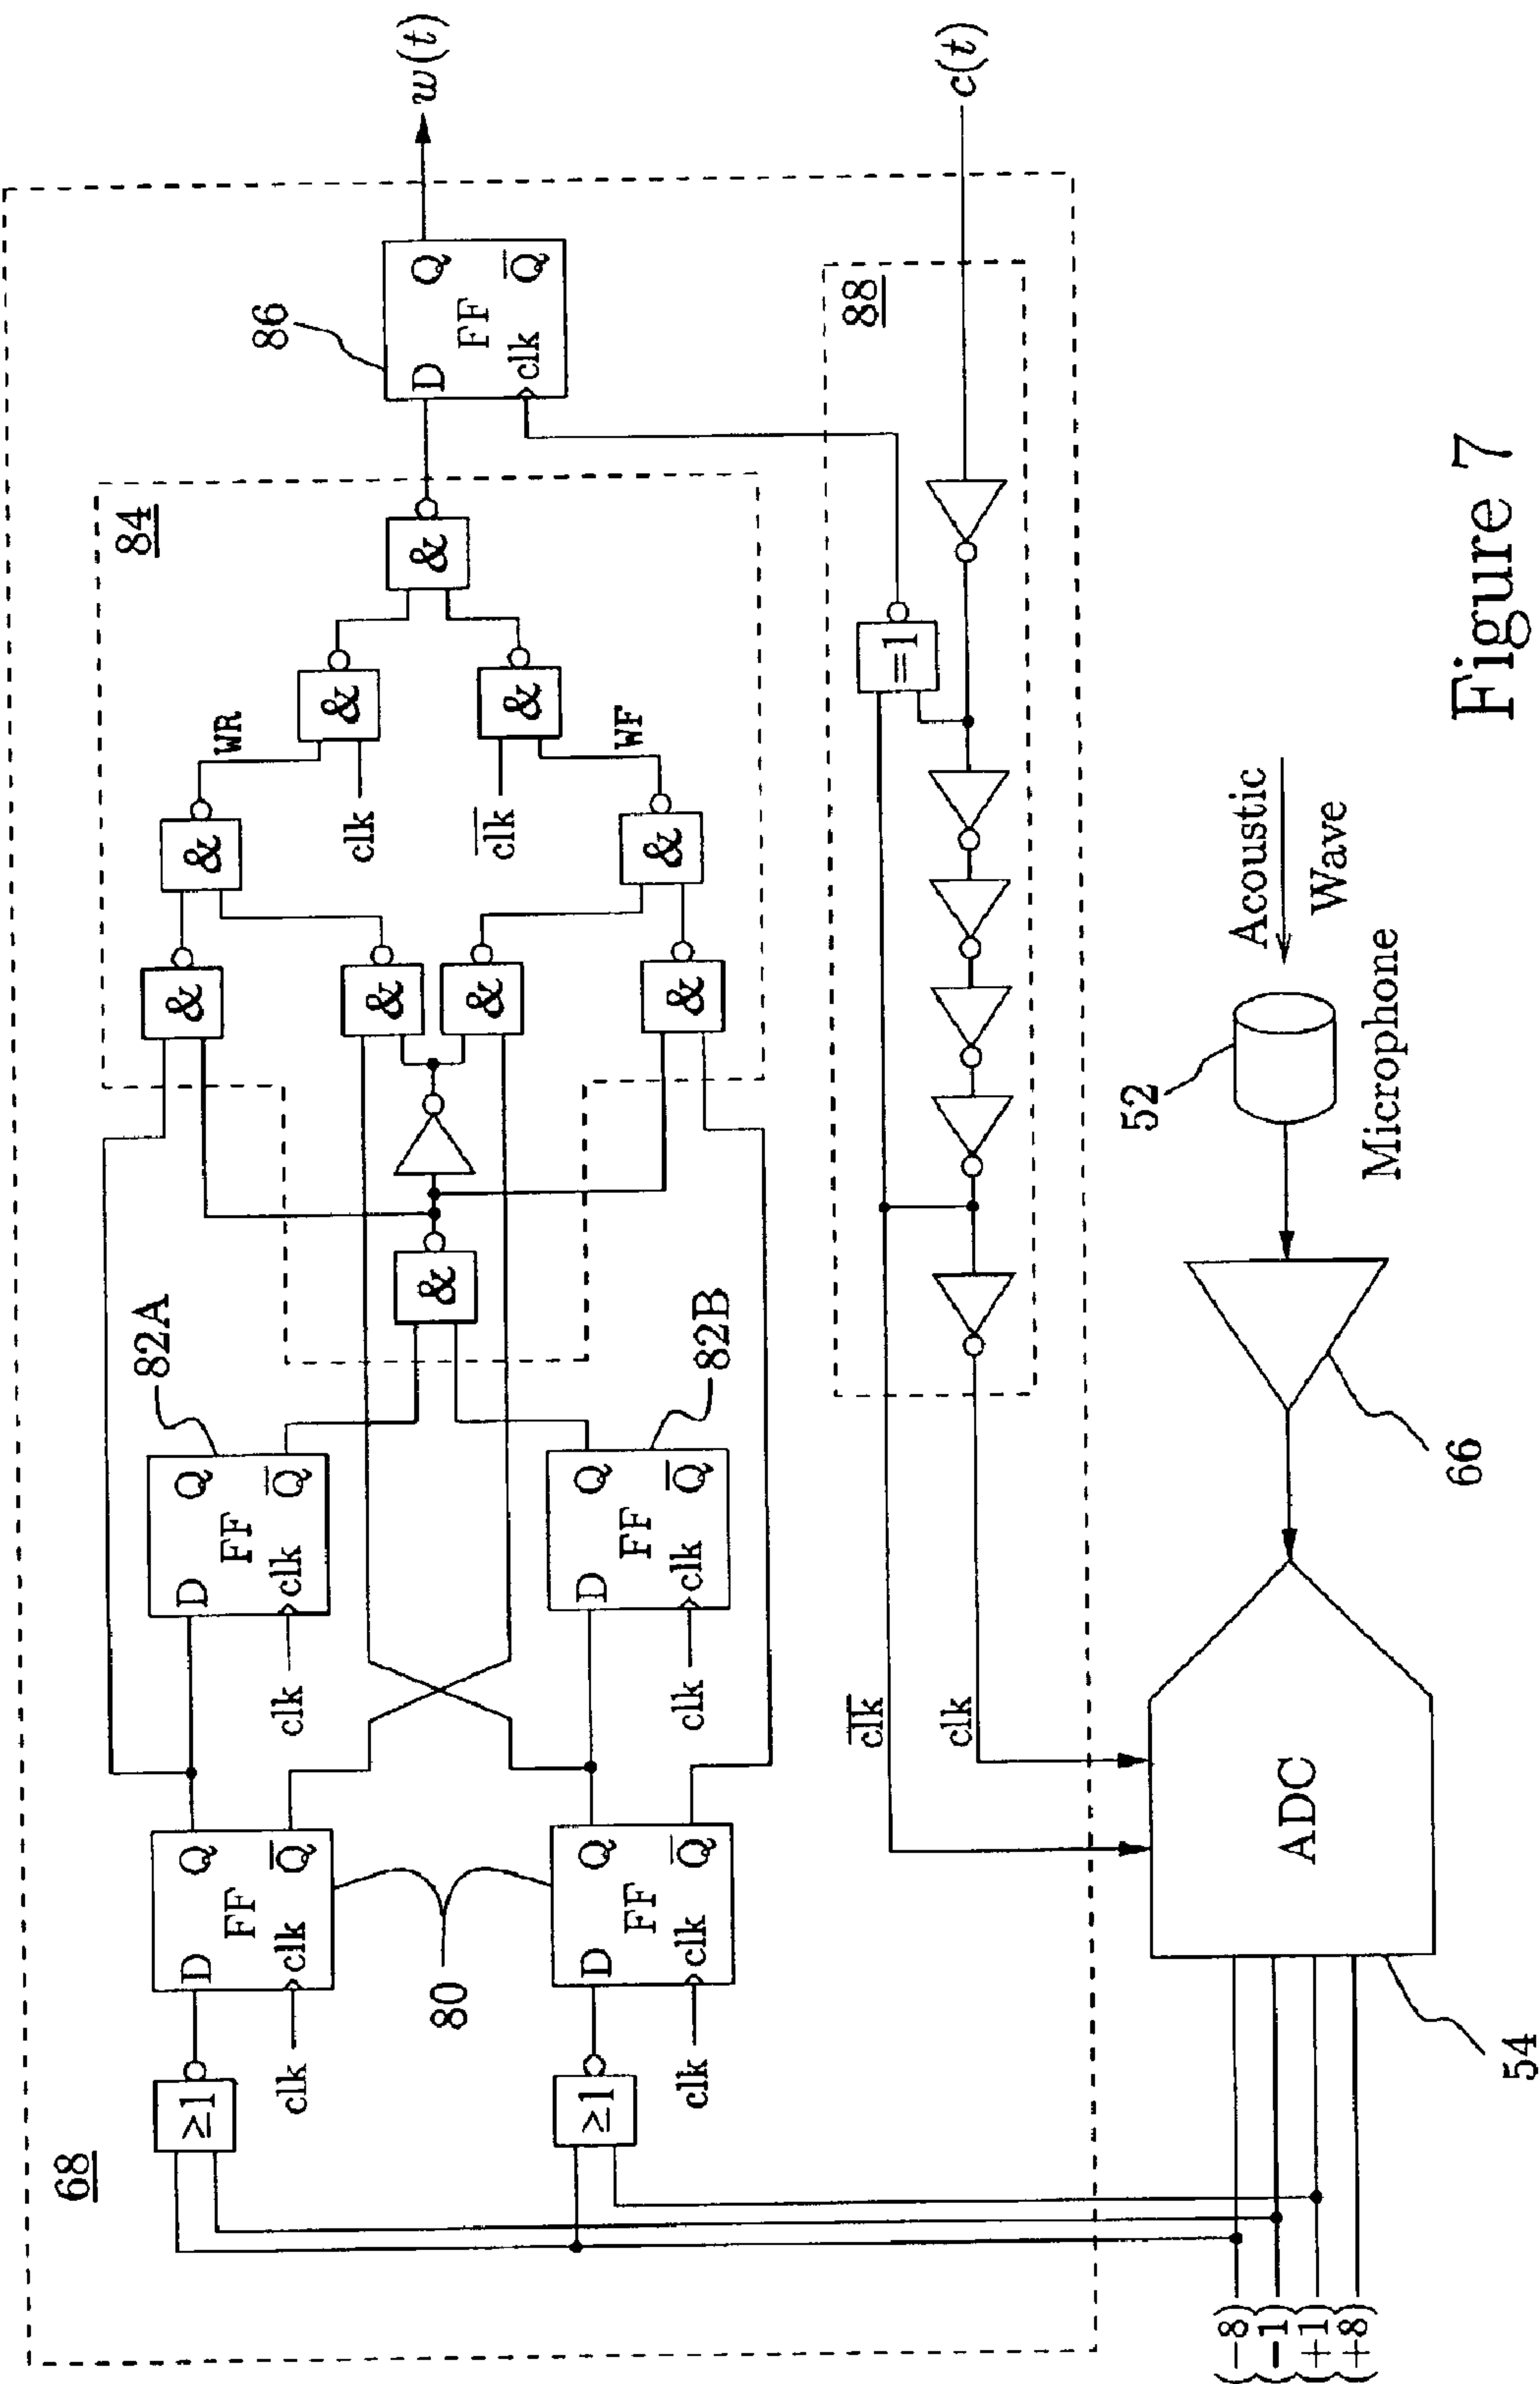 68
82A
84
86
≥1
D
Q
FF
clk
Q̅
clk
D
Q
FF
clk
Q̅
clk
&
&
WR
&
clk
80
&
&
&
&
clk̅
&
WF
&
&
D
Q
FF
clk
Q̅
w(t)
≥1
D
Q
FF
clk
Q̅
clk
D
Q
FF
clk
Q̅
clk
82B
88
=1
clk̅
clk
c(t)
(−8)
(−1)
(+1)
(+8)
ADC
54
66
52
Microphone
Acoustic
Wave
Figure 7